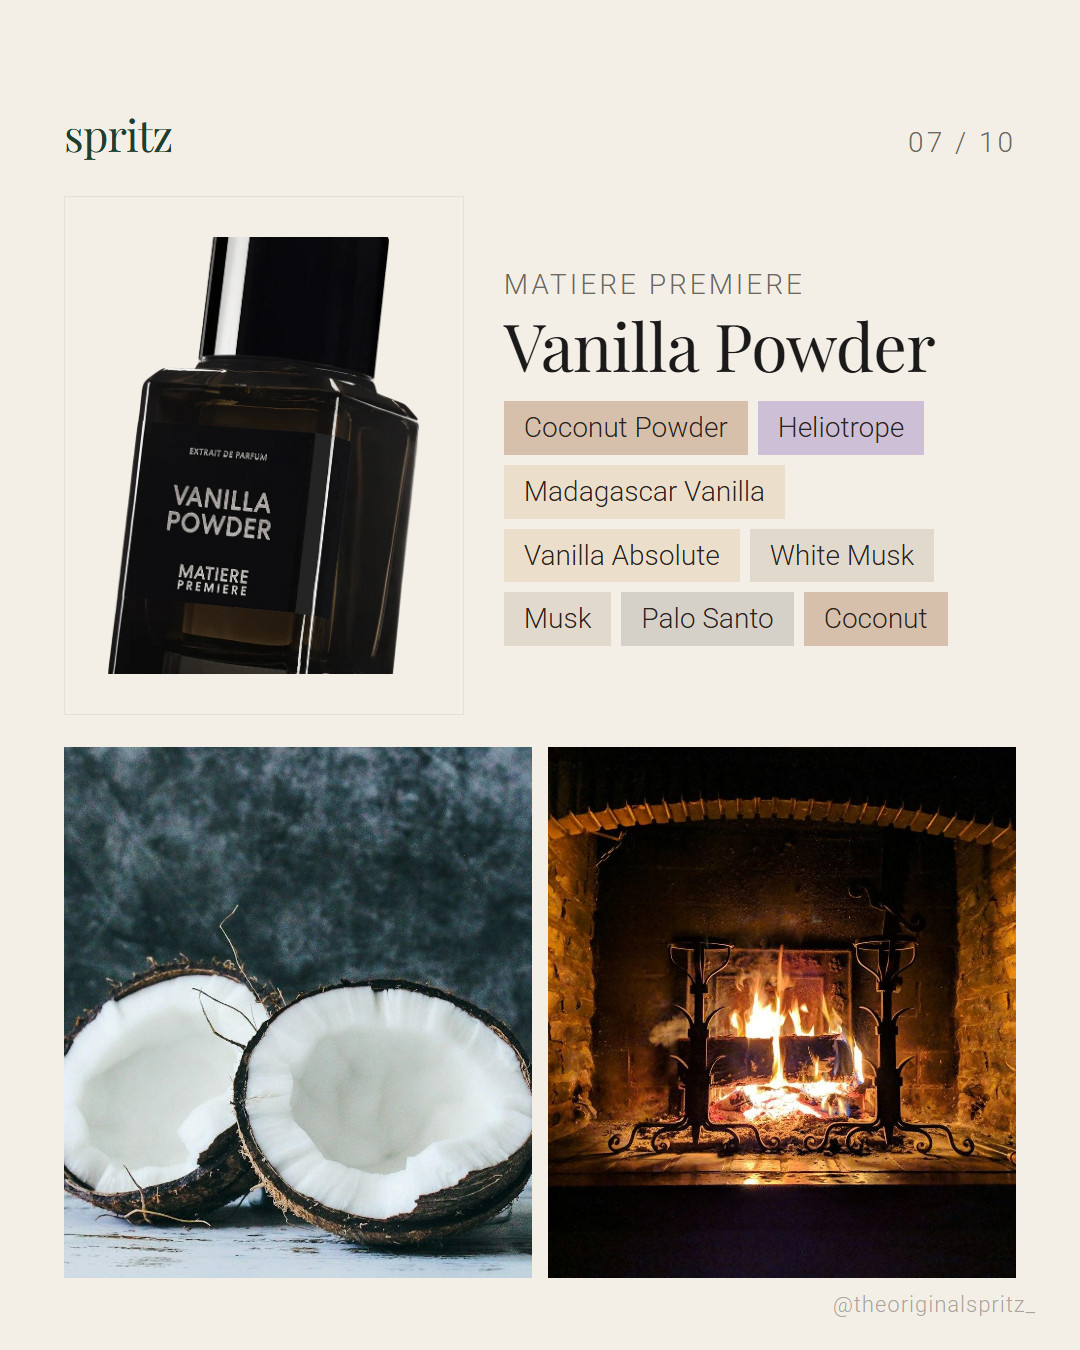 spritz
07 / 10
MATIERE PREMIERE
Vanilla Powder
Coconut Powder Heliotrope
Madagascar Vanilla
Vanilla Absolute White Musk
Musk Palo Santo Coconut
EXTRAIT DE PARFUM
VANILLA
POWDER
MATIERE
PREMIERE
@theoriginalspritz_